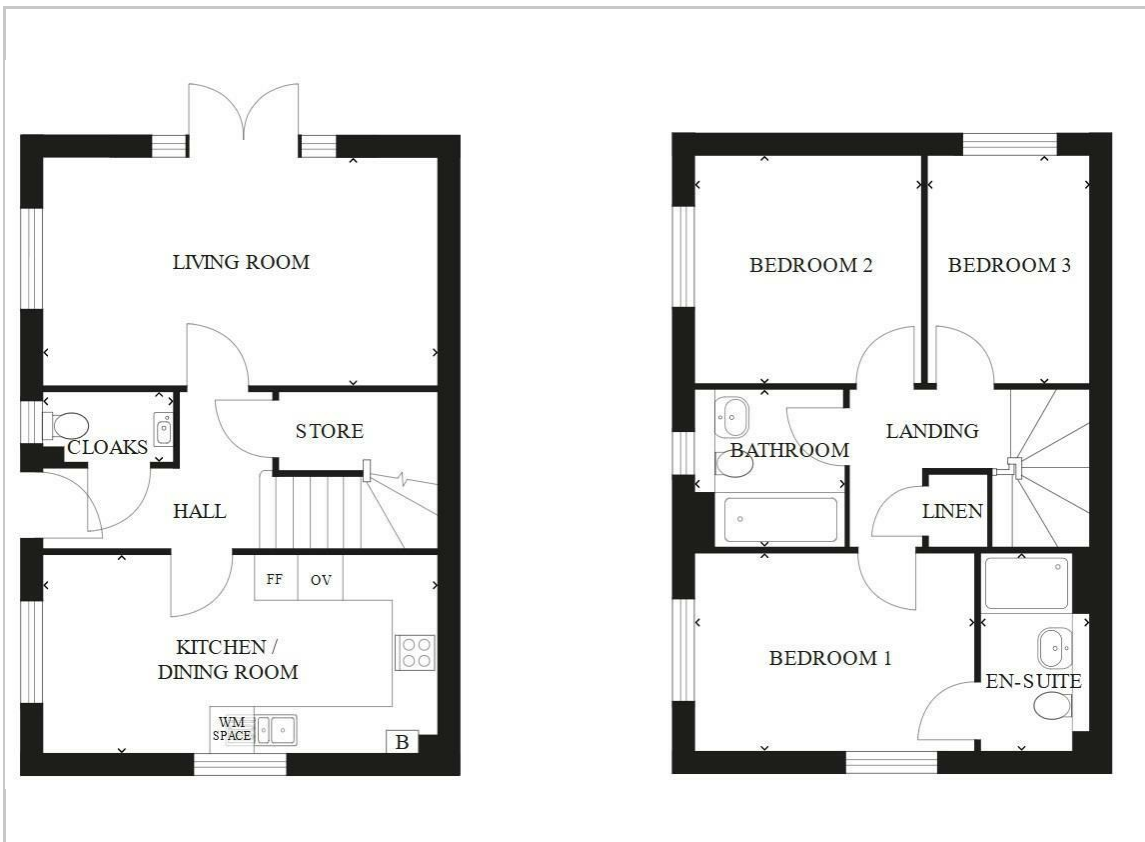 LIVING ROOM
CLOAKS
STORE
HALL
FF
OV
KITCHEN /
DINING ROOM
WM
SPACE
B
BEDROOM 2
BEDROOM 3
BATHROOM
LANDING
LINEN
BEDROOM 1
EN-SUITE